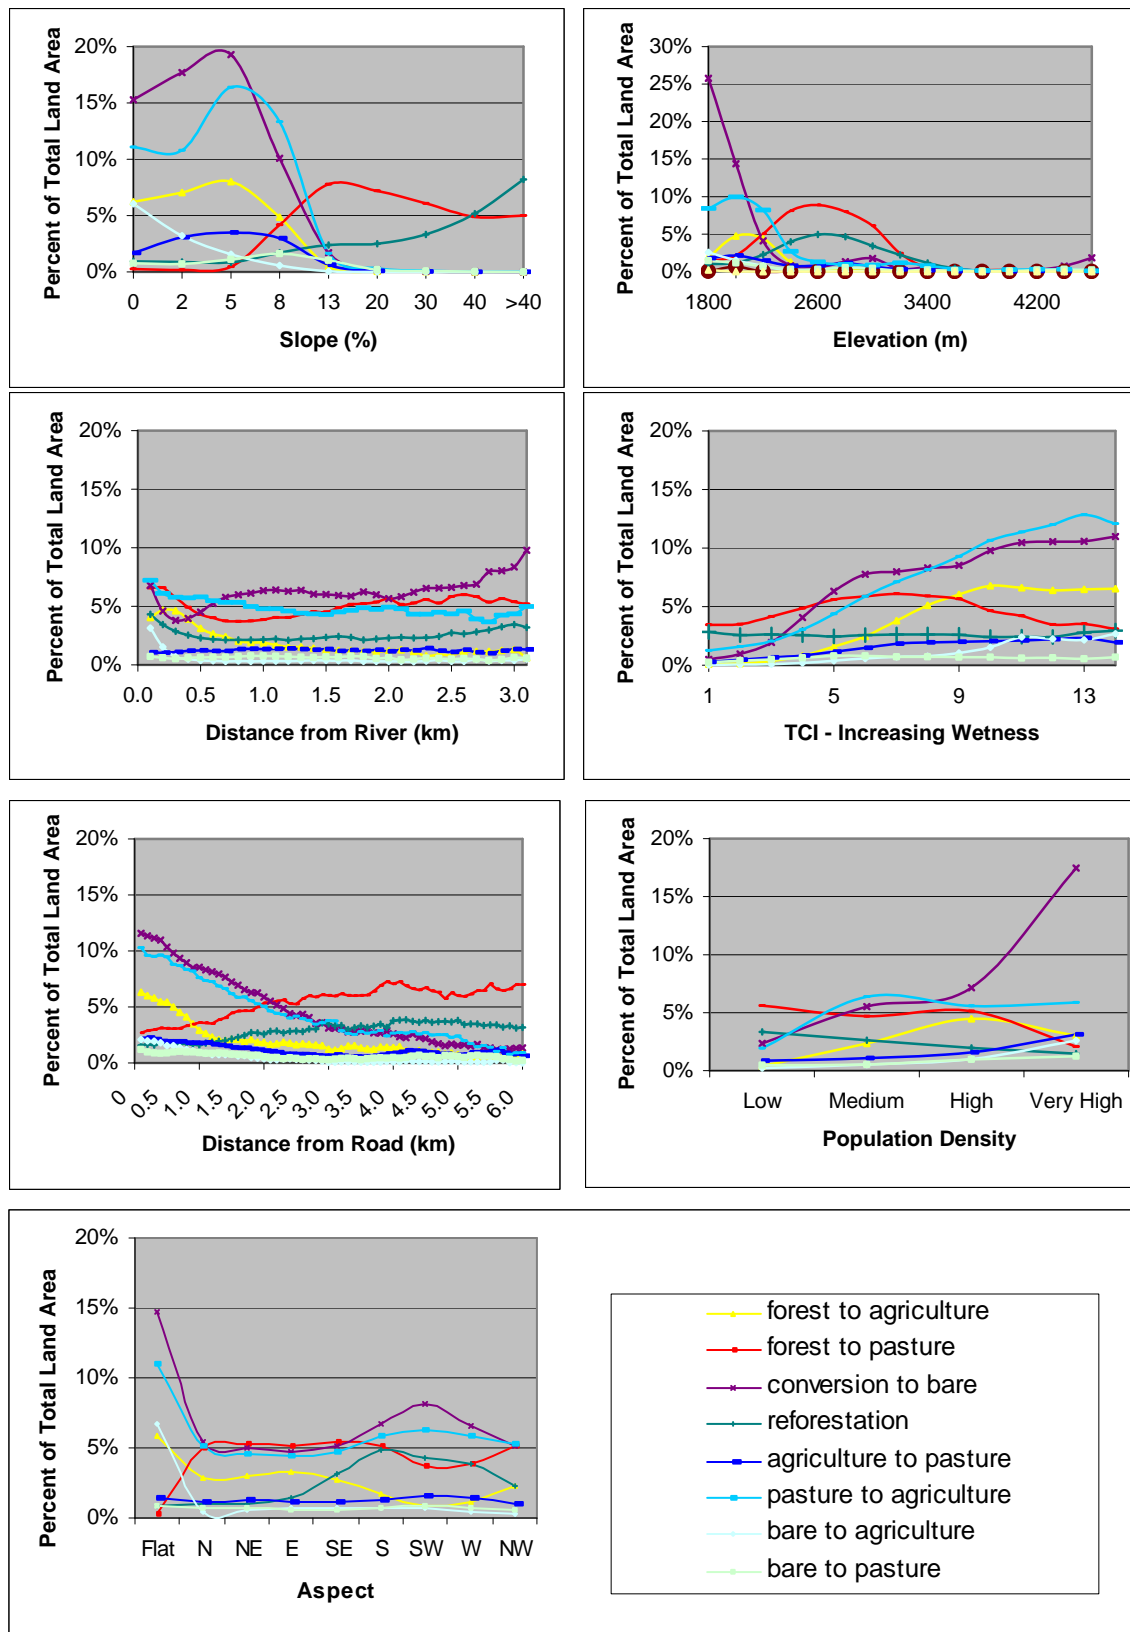 Percent of Total Land Area
20%
15%
10%
5%
0%
0 2 5 8 13 20 30 40 >40
Slope (%)
Percent of Total Land Area
30%
25%
20%
15%
10%
5%
0%
1800 2600 3400 4200
Elevation (m)
Percent of Total Land Area
20%
15%
10%
5%
0%
0.0 0.5 1.0 1.5 2.0 2.5 3.0
Distance from River (km)
Percent of Total Land Area
20%
15%
10%
5%
0%
1 5 9 13
TCI - Increasing Wetness
Percent of Total Land Area
20%
15%
10%
5%
0%
0 0.5 1.0 1.5 2.0 2.5 3.0 3.5 4.0 4.5 5.0 5.5 6.0
Distance from Road (km)
Percent of Total Land Area
20%
15%
10%
5%
0%
Low Medium High Very High
Population Density
Percent of Total Land Area
20%
15%
10%
5%
0%
Flat N NE E SE S SW W NW
Aspect
forest to agriculture
forest to pasture
conversion to bare
reforestation
agriculture to pasture
pasture to agriculture
bare to agriculture
bare to pasture